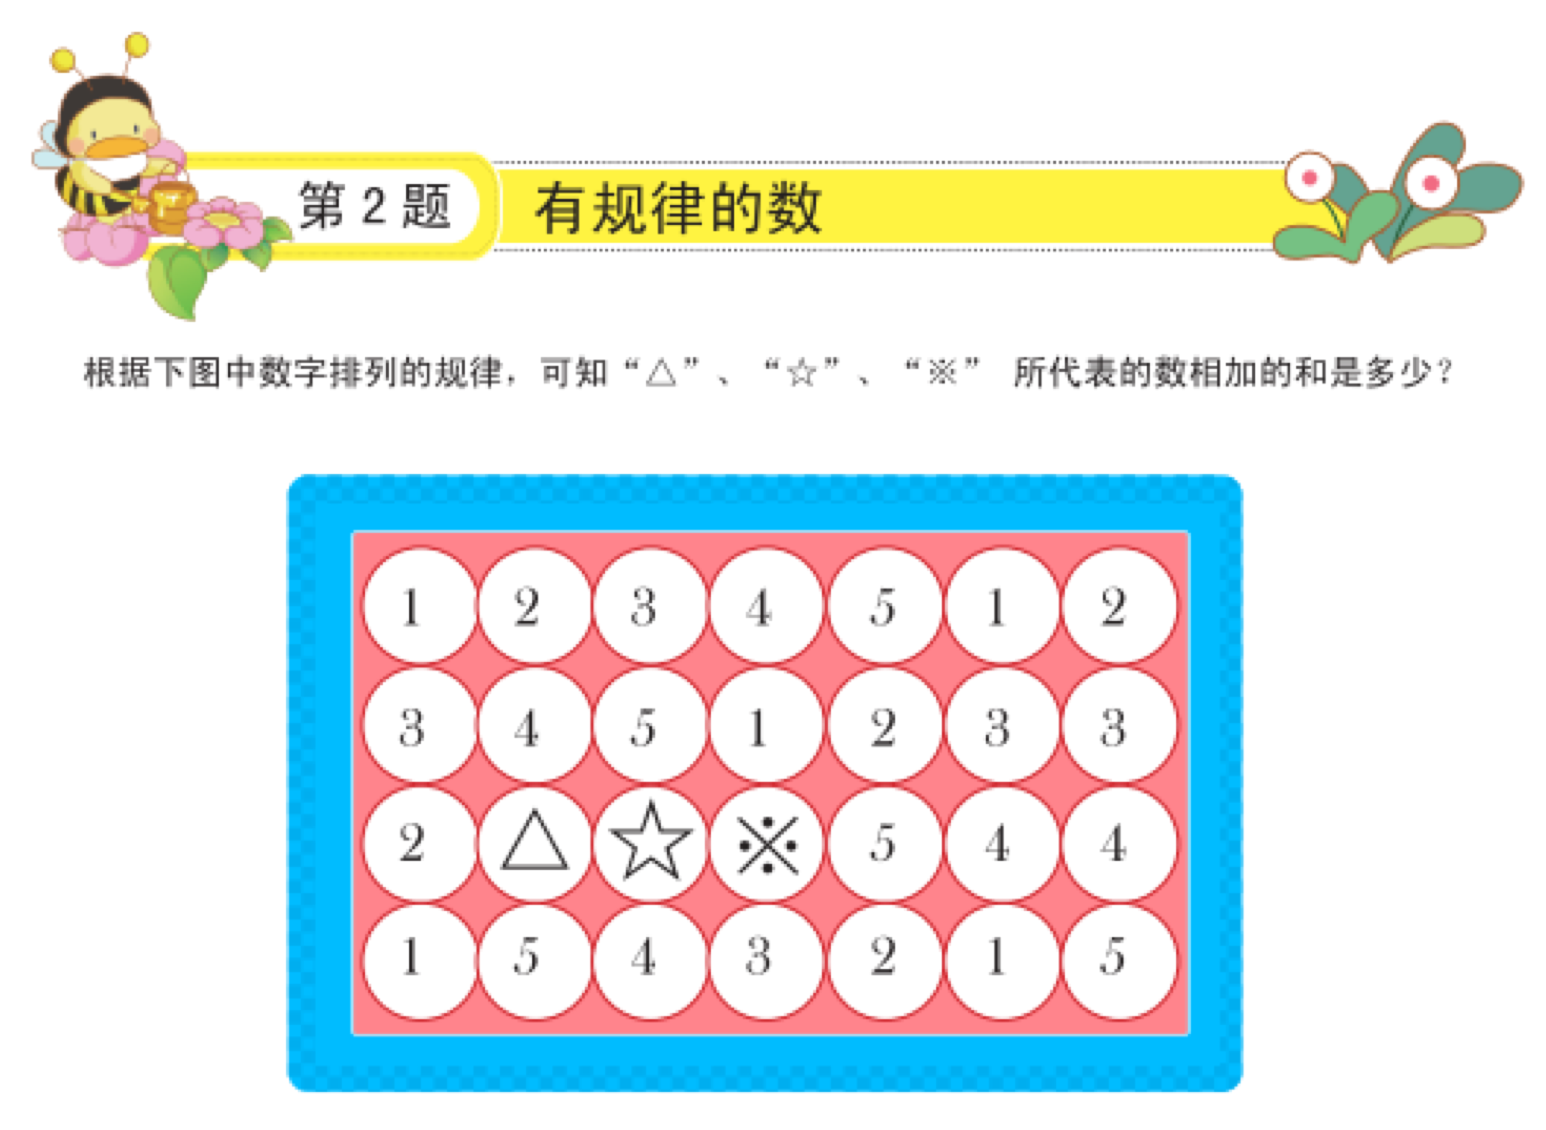 第 2 题 有规律的数
根据下图中数字排列的规律，可知“△”、“☆”、“※” 所代表的数相加的和是多少？
1 2 3 4 5 1 2
3 4 5 1 2 3 3
2 △ ☆ ※ 5 4 4
1 5 4 3 2 1 5